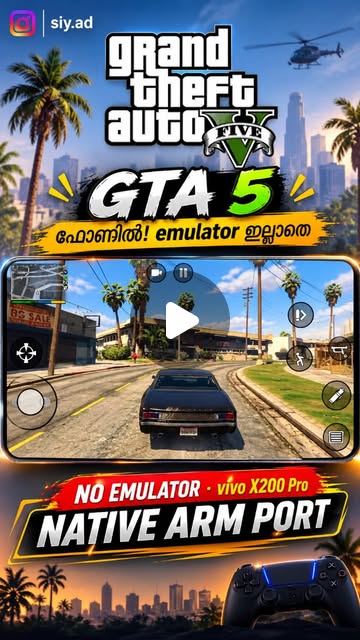 siy.ad
grand
theft
auto
V
FIVE
GTA 5
ഫോണിൽ! emulator ഇല്ലാതെ
NO EMULATOR · vivo X200 Pro
NATIVE ARM PORT